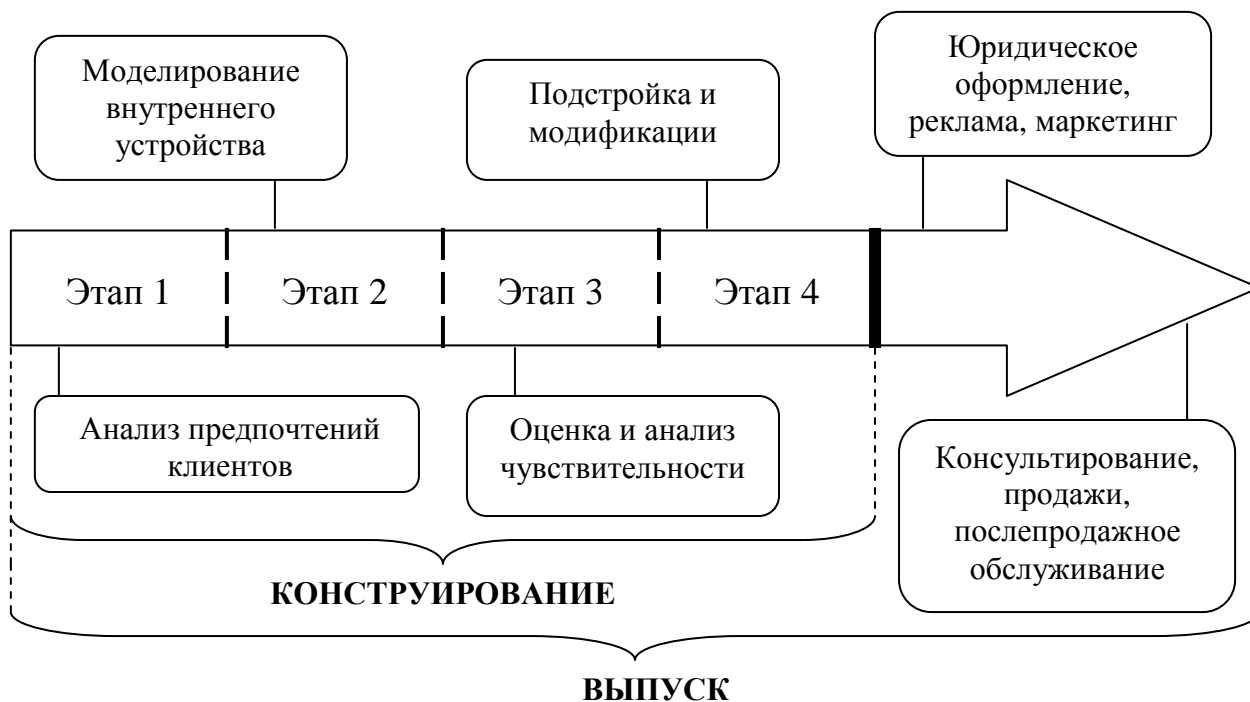 Моделирование
внутреннего
устройства
Подстройка и
модификации
Юридическое
оформление,
реклама, маркетинг
Этап 1
Этап 2
Этап 3
Этап 4
Анализ предпочтений
клиентов
Оценка и анализ
чувствительности
Консультирование,
продажи,
послепродажное
обслуживание
КОНСТРУИРОВАНИЕ
ВЫПУСК